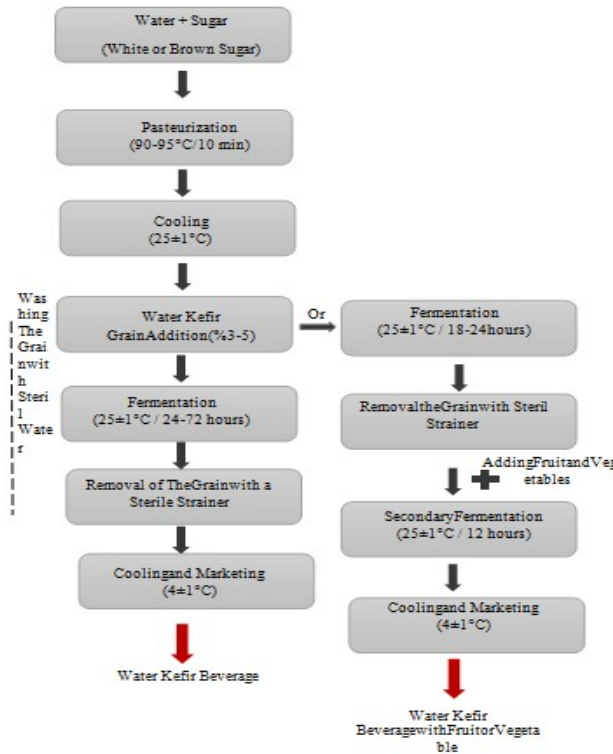 Water + Sugar
(White or Brown Sugar)
Pasteurization
(90-95°C/10 min)
Cooling
(25±1°C)
Was
hing
The
Grai
nwit
h
Steril
Wate
r
Water Kefir
GrainAddition(%3-5)
Or
Fermentation
(25±1°C / 18-24hours)
Fermentation
(25±1°C / 24-72 hours)
RemovaltheGrainwith Steril
Strainer
Removal of TheGrainwith a
Sterile Strainer
AddingFruitandVeg
etables
SecondaryFermentation
(25±1°C / 12 hours)
Coolingand Marketing
(4±1°C)
Coolingand Marketing
(4±1°C)
Water Kefir Beverage
Water Kefir
BeveragewithFruitorVegeta
ble